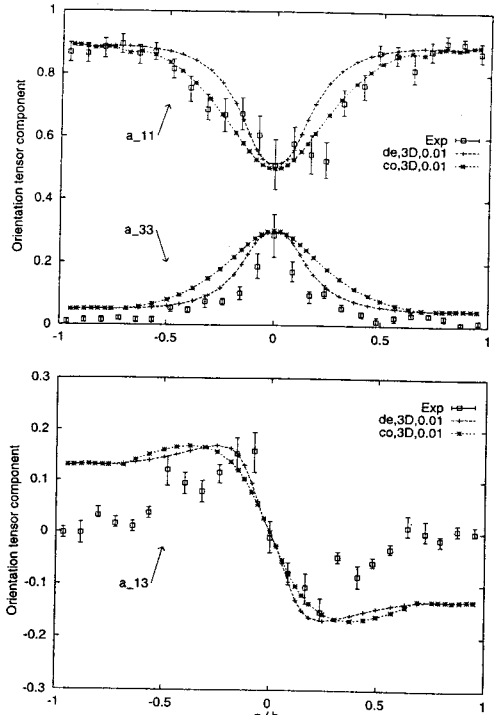 1
0.8
0.6
0.4
0.2
0
Orientation tensor component
a_11
a_33
Exp
de,3D,0.01
co,3D,0.01
-1
-0.5
0
0.5
1
0.3
0.2
0.1
0
-0.1
-0.2
-0.3
Orientation tensor component
a_13
Exp
de,3D,0.01
co,3D,0.01
-1
-0.5
0
0.5
1